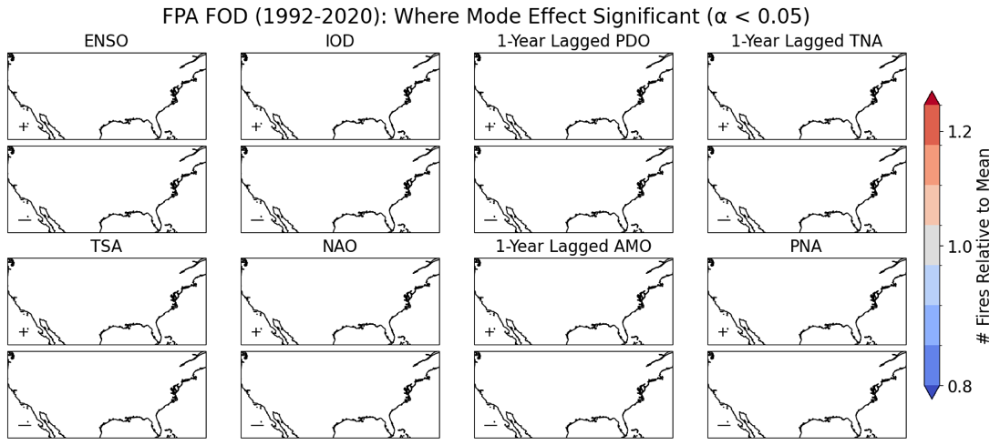 FPA FOD (1992-2020): Where Mode Effect Significant (α < 0.05)
ENSO
IOD
1-Year Lagged PDO
1-Year Lagged TNA
+
+
+
+
—
—
—
—
TSA
NAO
1-Year Lagged AMO
PNA
+
+
+
+
—
—
—
—
1.2
1.0
0.8
# Fires Relative to Mean